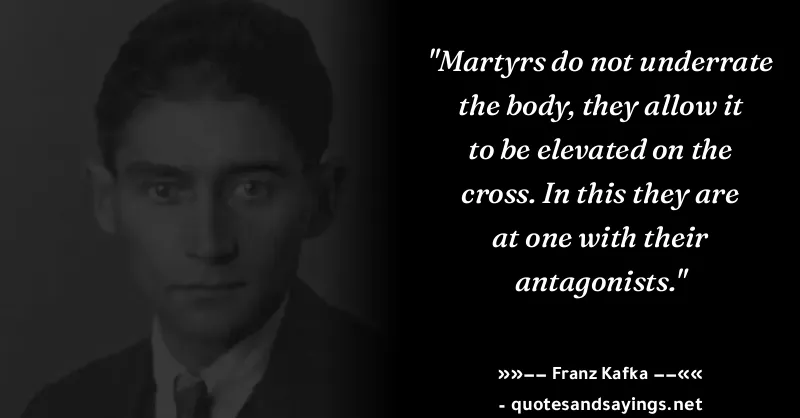 "Martyrs do not underrate
the body, they allow it
to be elevated on the
cross. In this they are
at one with their
antagonists."
»»–– Franz Kafka ––««
- quotesandsayings.net